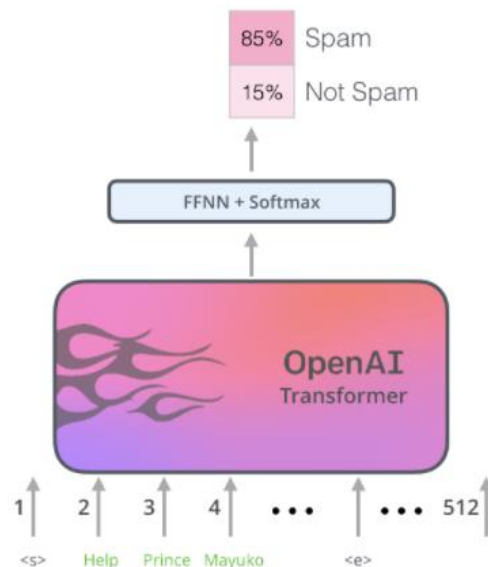 85% Spam
15% Not Spam
FFNN + Softmax
OpenAI
Transformer
1 2 3 4 ••• ••• 512
<s> Help Prince Mayuko <e>